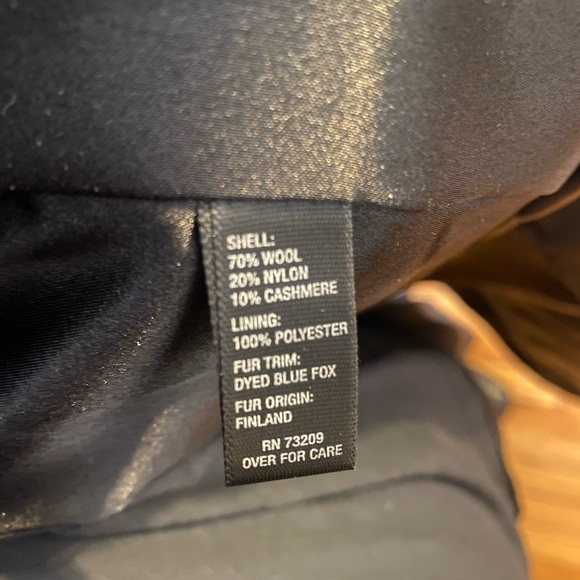 SHELL:
70% WOOL
20% NYLON
10% CASHMERE
LINING:
100% POLYESTER
FUR TRIM:
DYED BLUE FOX
FUR ORIGIN:
FINLAND
RN 73209
OVER FOR CARE